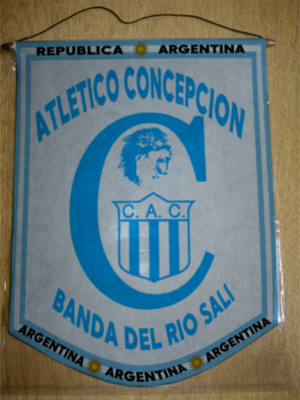 REPUBLICA ARGENTINA
ATLETICO CONCEPCION
C
C. A. C.
BANDA DEL RIO SALI
ARGENTINA ARGENTINA ARGENTINA